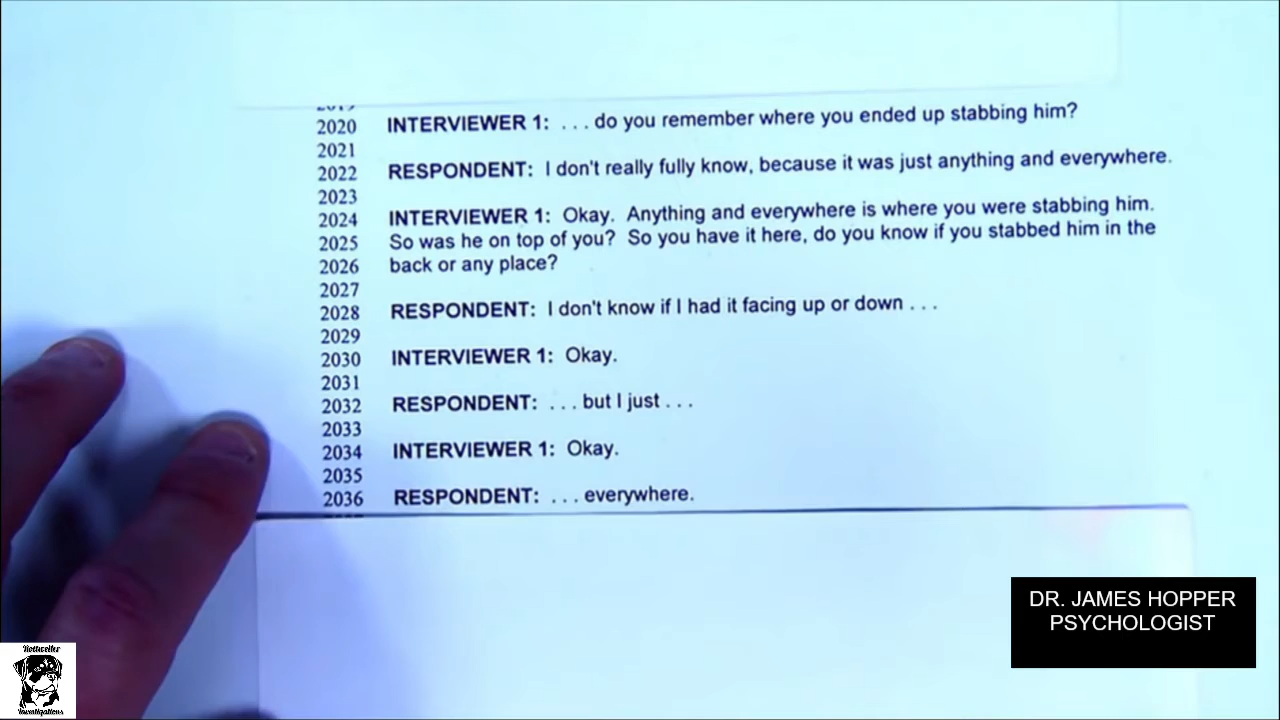 2020 INTERVIEWER 1: . . . do you remember where you ended up stabbing him?
2021
2022 RESPONDENT: I don't really fully know, because it was just anything and everywhere.
2023
2024 INTERVIEWER 1: Okay. Anything and everywhere is where you were stabbing him.
2025 So was he on top of you? So you have it here, do you know if you stabbed him in the
2026 back or any place?
2027
2028 RESPONDENT: I don't know if I had it facing up or down . . .
2029
2030 INTERVIEWER 1: Okay.
2031
2032 RESPONDENT: . . . but I just . . .
2033
2034 INTERVIEWER 1: Okay.
2035
2036 RESPONDENT: . . . everywhere.
DR. JAMES HOPPER
PSYCHOLOGIST
Rottweiler
Investigations